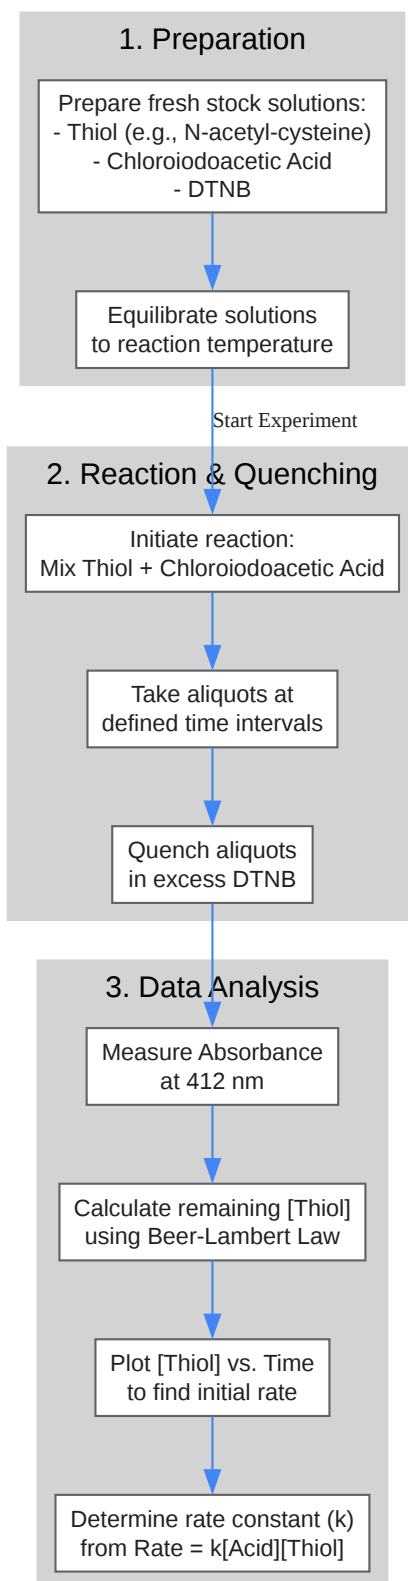 1. Preparation
Prepare fresh stock solutions:
- Thiol (e.g., N-acetyl-cysteine)
- Chloroiodoacetic Acid
- DTNB
Equilibrate solutions
to reaction temperature
Start Experiment
2. Reaction & Quenching
Initiate reaction:
Mix Thiol + Chloroiodoacetic Acid
Take aliquots at
defined time intervals
Quench aliquots
in excess DTNB
3. Data Analysis
Measure Absorbance
at 412 nm
Calculate remaining [Thiol]
using Beer-Lambert Law
Plot [Thiol] vs. Time
to find initial rate
Determine rate constant (k)
from Rate = k[Acid][Thiol]